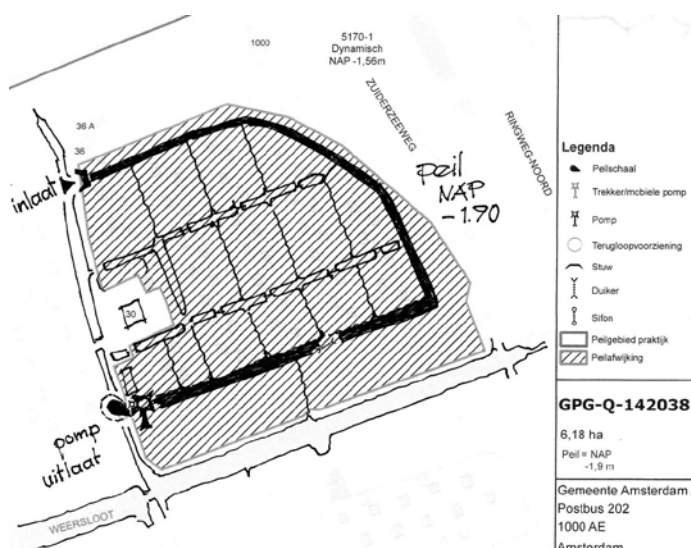 1000
5170-1
Dynamisch
NAP -1,56m
ZUIDERZEEWEG
RINGWEG-NOORD
36 A
36
inlaat
peil
NAP
-1.90
30
pomp
uitlaat
WEERSLOOT
Legenda
Peilschaal
Trekker/mobiele pomp
Pomp
Terugloopvoorziening
Stuw
Duiker
Sifon
Peilgebied praktijk
Peilafwijking
GPG-Q-142038
6,18 ha
Peil = NAP
-1,9 m
Gemeente Amsterdam
Postbus 202
1000 AE
Amsterdam